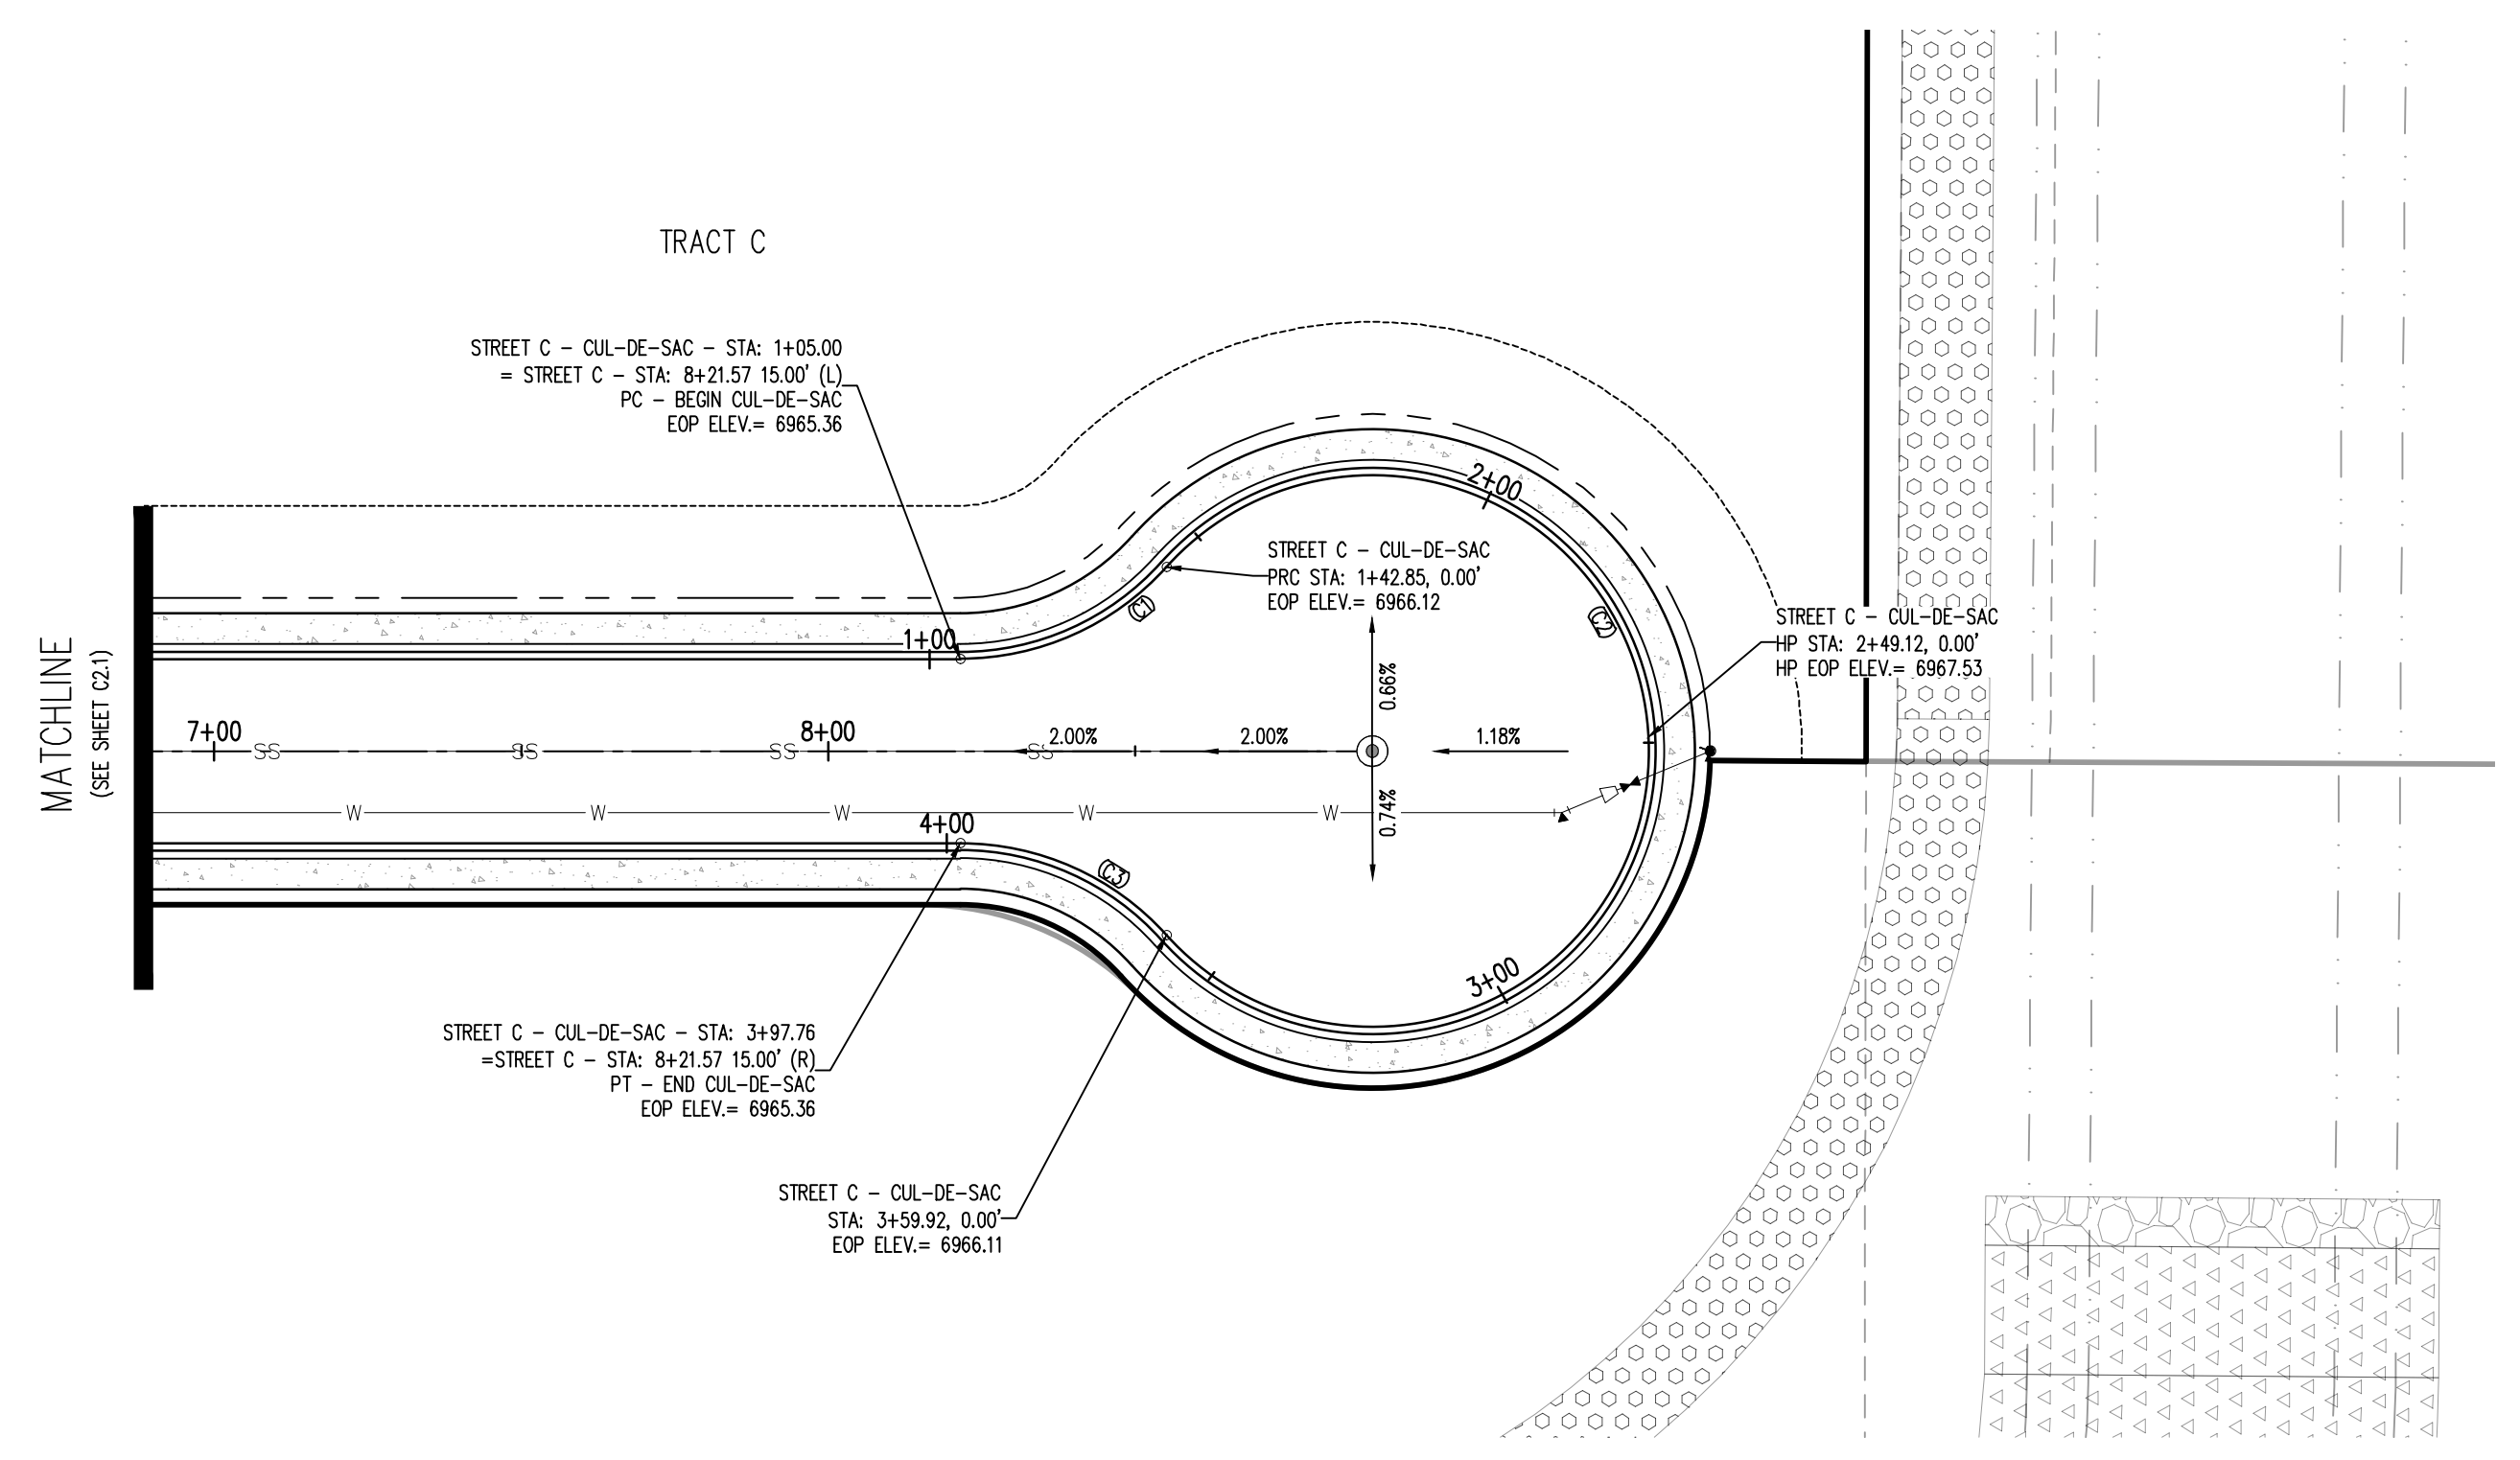 TRACT C
STREET C – CUL–DE–SAC – STA: 1+05.00
= STREET C – STA: 8+21.57 15.00' (L)
PC – BEGIN CUL–DE–SAC
EOP ELEV.= 6965.36
2+00
STREET C – CUL–DE–SAC
PRC STA: 1+42.85, 0.00'
EOP ELEV.= 6966.12
C1
C2
STREET C – CUL–DE–SAC
HP STA: 2+49.12, 0.00'
HP EOP ELEV.= 6967.53
1+00
MATCHLINE
(SEE SHEET C2.1)
0.66%
7+00
8+00
2.00%
2.00%
1.18%
SS
SS
SS
SS
W
W
W
W
W
0.74%
4+00
C3
3+00
STREET C – CUL–DE–SAC – STA: 3+97.76
=STREET C – STA: 8+21.57 15.00' (R)
PT – END CUL–DE–SAC
EOP ELEV.= 6965.36
STREET C – CUL–DE–SAC
STA: 3+59.92, 0.00'
EOP ELEV.= 6966.11